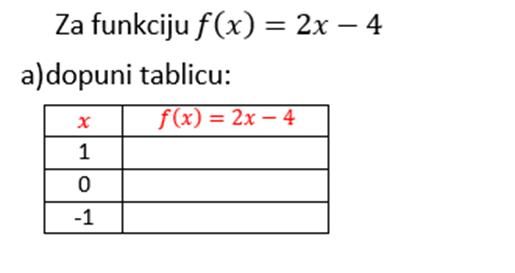 Za funkciju f(x) = 2x − 4
a)dopuni tablicu:
x f(x) = 2x − 4
1
0
-1